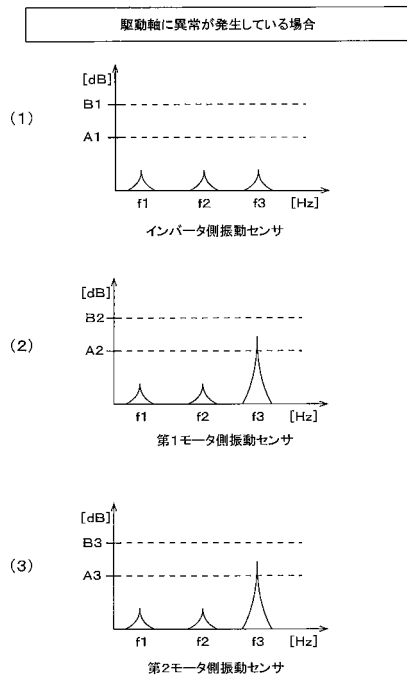 駆動軸に異常が発生している場合
(1)
[dB]
B1
A1
f1 f2 f3 [Hz]
インバータ側振動センサ
(2)
[dB]
B2
A2
f1 f2 f3 [Hz]
第1モータ側振動センサ
(3)
[dB]
B3
A3
f1 f2 f3 [Hz]
第2モータ側振動センサ